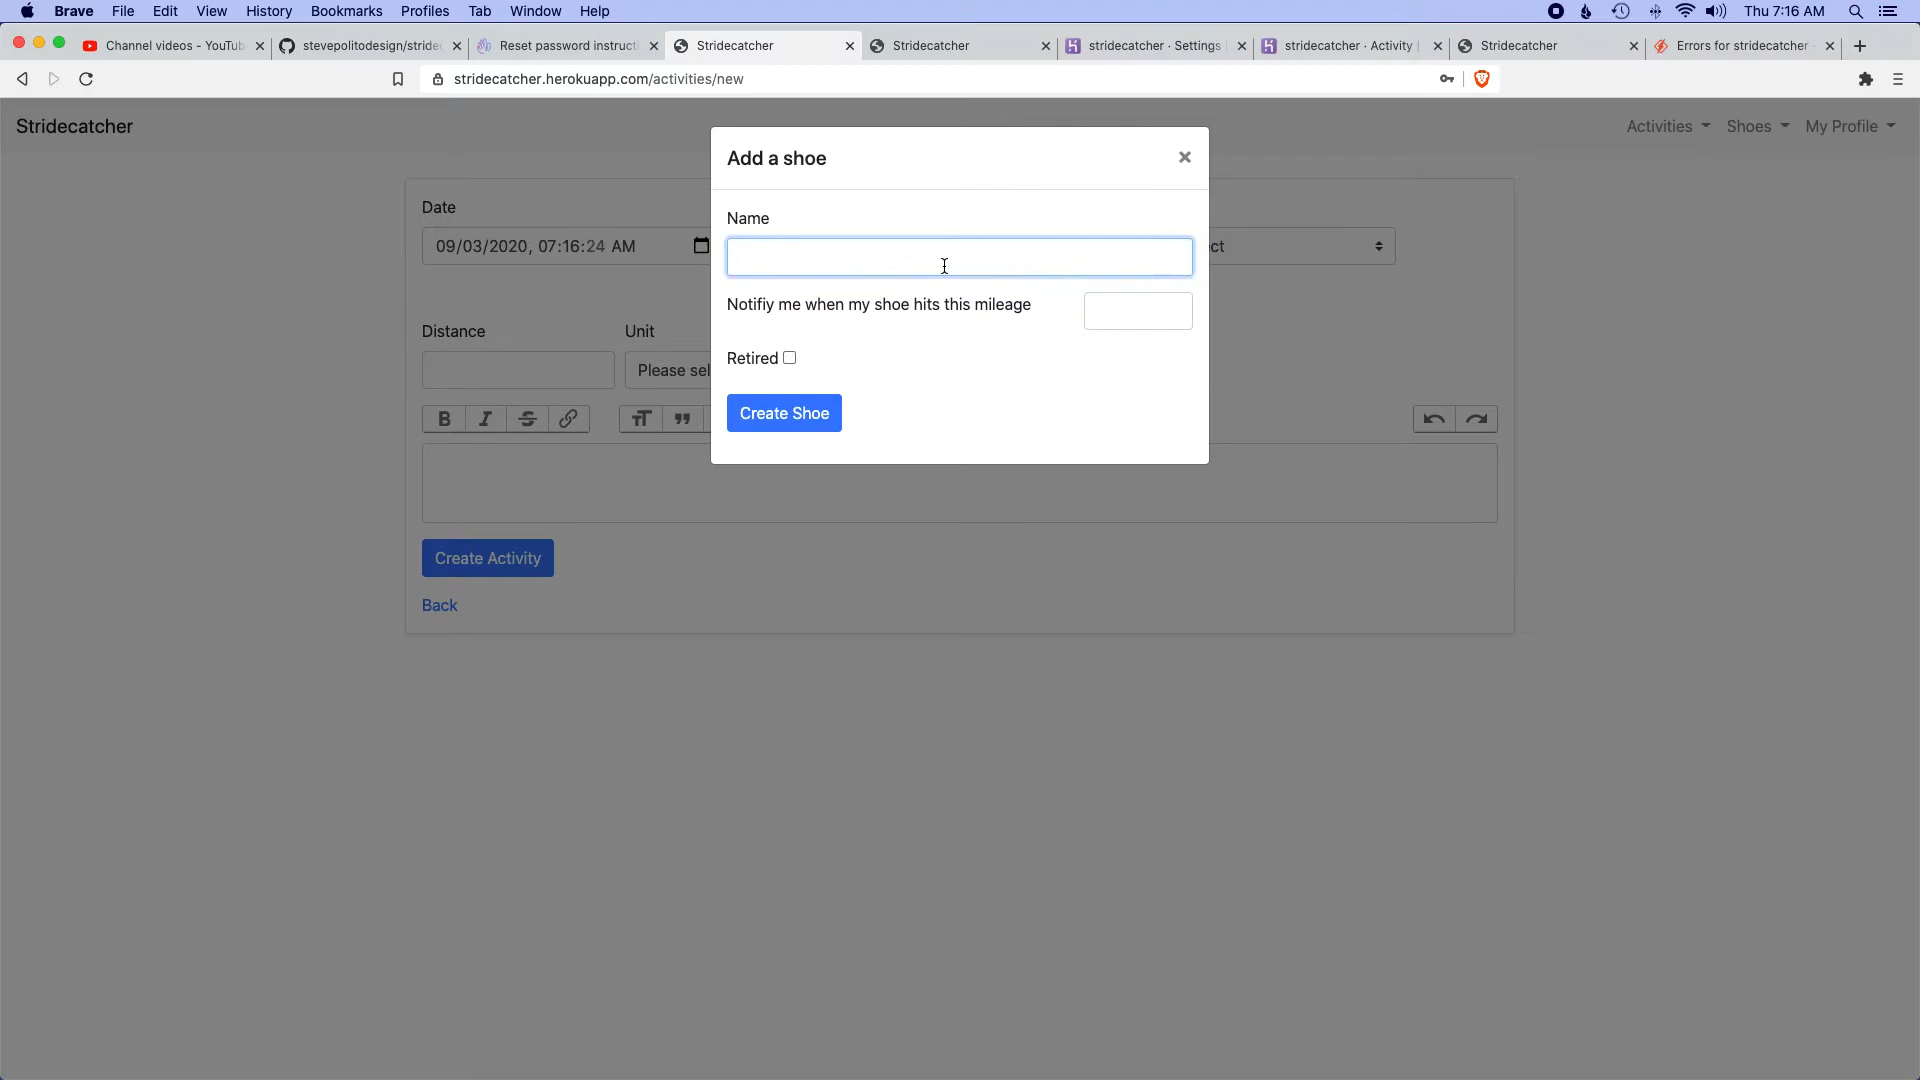 Brave File Edit View History Bookmarks Profiles Tab Window Help Thu 7:16 AM
Channel videos - YouTub stevepolitodesign/stridec Reset password instructi Stridecatcher Stridecatcher stridecatcher · Settings stridecatcher · Activity Stridecatcher Errors for stridecatcher
stridecatcher.herokuapp.com/activities/new
Stridecatcher Activities Shoes My Profile
Add a shoe
Date
Name
09/03/2020, 07:16:24 AM
ct
Notifiy me when my shoe hits this mileage
Distance Unit
Retired
Please sel
Create Shoe
Create Activity
Back